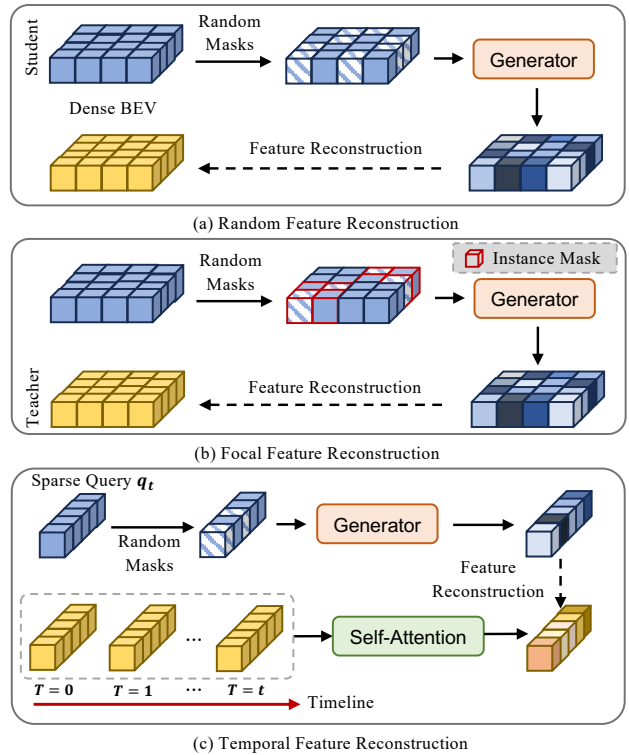 Student
Random
Masks
Generator
Dense BEV
Feature Reconstruction
(a) Random Feature Reconstruction
Random
Masks
Instance Mask
Generator
Teacher
Feature Reconstruction
(b) Focal Feature Reconstruction
Sparse Query q_t
Random
Masks
Generator
Feature
Reconstruction
...
Self-Attention
T = 0
T = 1
...
T = t
Timeline
(c) Temporal Feature Reconstruction